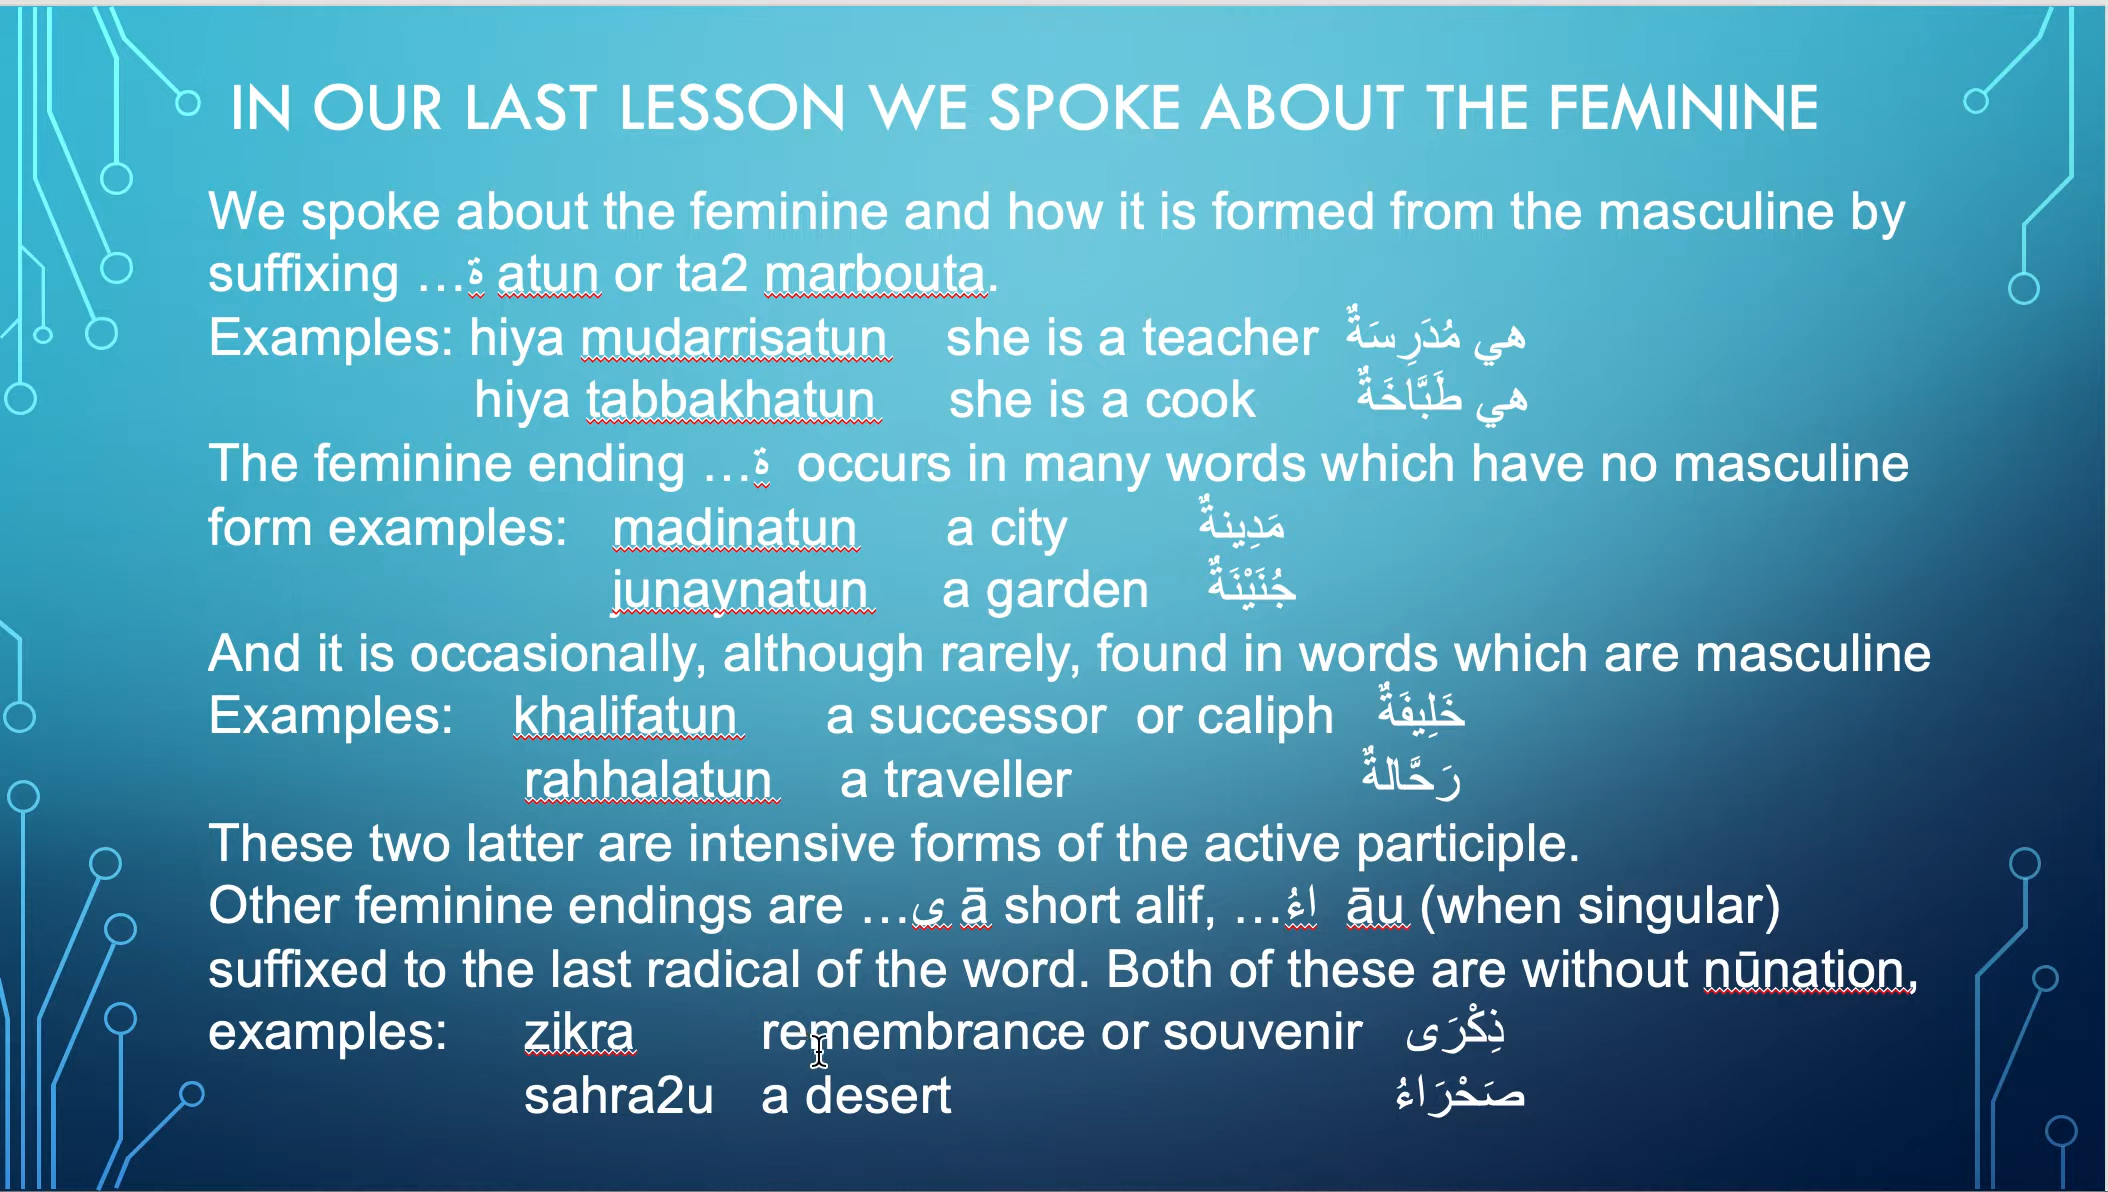 IN OUR LAST LESSON WE SPOKE ABOUT THE FEMININE
We spoke about the feminine and how it is formed from the masculine by
suffixing …ة atun or ta2 marbouta.
Examples: hiya mudarrisatun she is a teacher هي مُدَرِسَةٌ
hiya tabbakhatun she is a cook هي طَبَّاخَةٌ
The feminine ending …ة occurs in many words which have no masculine
form examples: madinatun a city مَدِينةٌ
junaynatun a garden جُنَيْنَةٌ
And it is occasionally, although rarely, found in words which are masculine
Examples: khalifatun a successor or caliph خَلِيفَةٌ
rahhalatun a traveller رَحَّالةٌ
These two latter are intensive forms of the active participle.
Other feminine endings are …ى ā short alif, …اءُ āu (when singular)
suffixed to the last radical of the word. Both of these are without nūnation,
examples: zikra remembrance or souvenir ذِكْرَى
sahra2u a desert صَحْرَاءُ